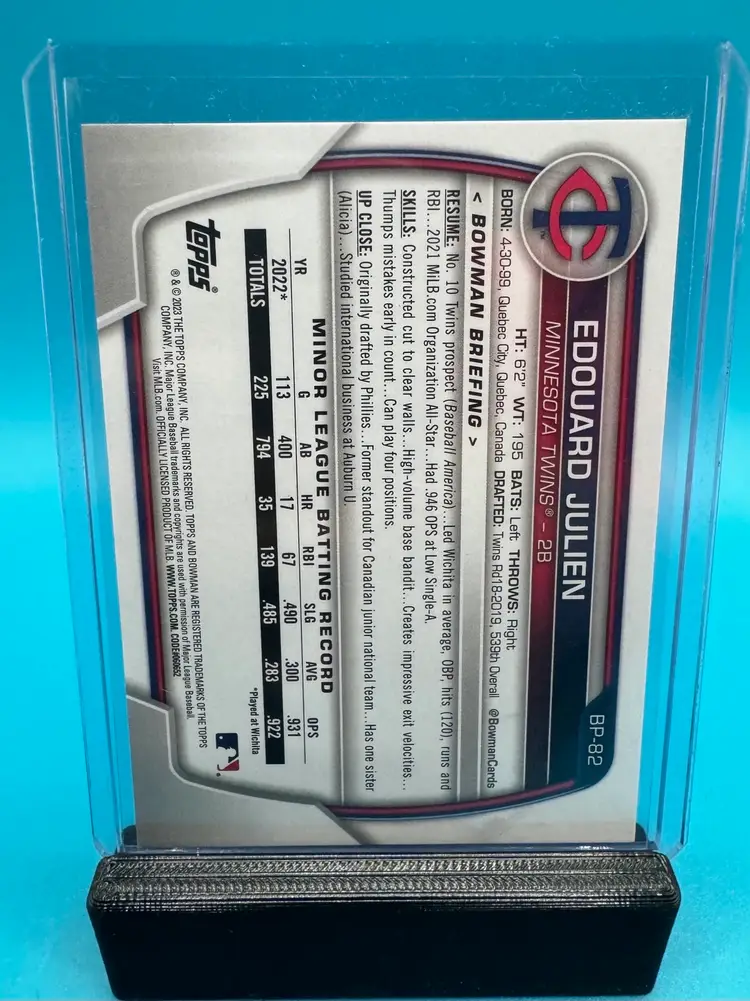 BP-82
EDOUARD JULIEN
MINNESOTA TWINS® – 2B
TC
™
HT: 6'2" WT: 195 BATS: Left THROWS: Right
BORN: 4-30-99, Quebec City, Quebec, Canada DRAFTED: Twins Rd18-2019, 539th Overall @BowmanCards
< BOWMAN BRIEFING >
RESUME: No. 10 Twins prospect (Baseball America)...Led Wichita in average, OBP, hits (120), runs and
RBI...2021 MiLB.com Organization All-Star...Had .946 OPS at Low Single-A.
SKILLS: Constructed cut to clear walls...High-volume base bandit...Creates impressive exit velocities...
Thumps mistakes early in count...Can play four positions.
UP CLOSE: Originally drafted by Phillies...Former standout for Canadian junior national team...Has one sister
(Alicia)...Studied international business at Auburn U.
MINOR LEAGUE BATTING RECORD
YR G AB HR RBI SLG AVG OPS
2022* 113 400 17 67 .490 .300 .931
TOTALS 225 794 35 139 .485 .283 .922
*Played at Wichita
topps®
® & © 2023 THE TOPPS COMPANY, INC. ALL RIGHTS RESERVED. TOPPS AND BOWMAN ARE REGISTERED TRADEMARKS OF THE TOPPS
COMPANY, INC. Major League Baseball trademarks and copyrights are used with permission of Major League Baseball.
Visit MLB.com. OFFICIALLY LICENSED PRODUCT OF MLB. WWW.TOPPS.COM. CODE#060652